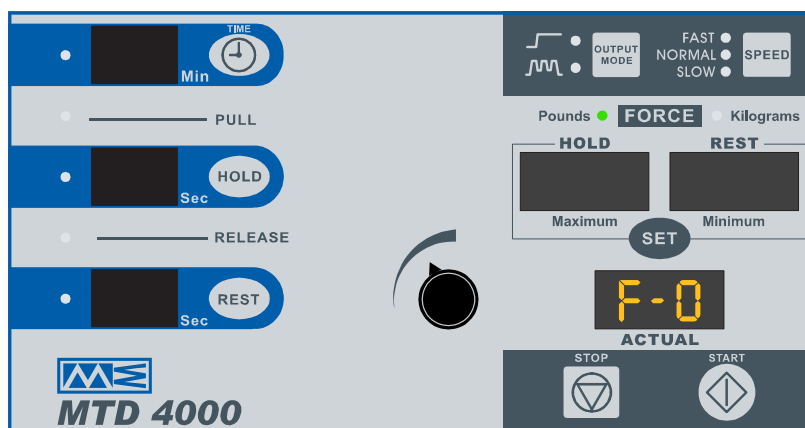 TIME
Min
PULL
HOLD
Sec
RELEASE
REST
Sec
MTD 4000
OUTPUT
MODE
FAST
NORMAL
SLOW
SPEED
Pounds FORCE Kilograms
HOLD REST
Maximum Minimum
SET
F-0
ACTUAL
STOP START